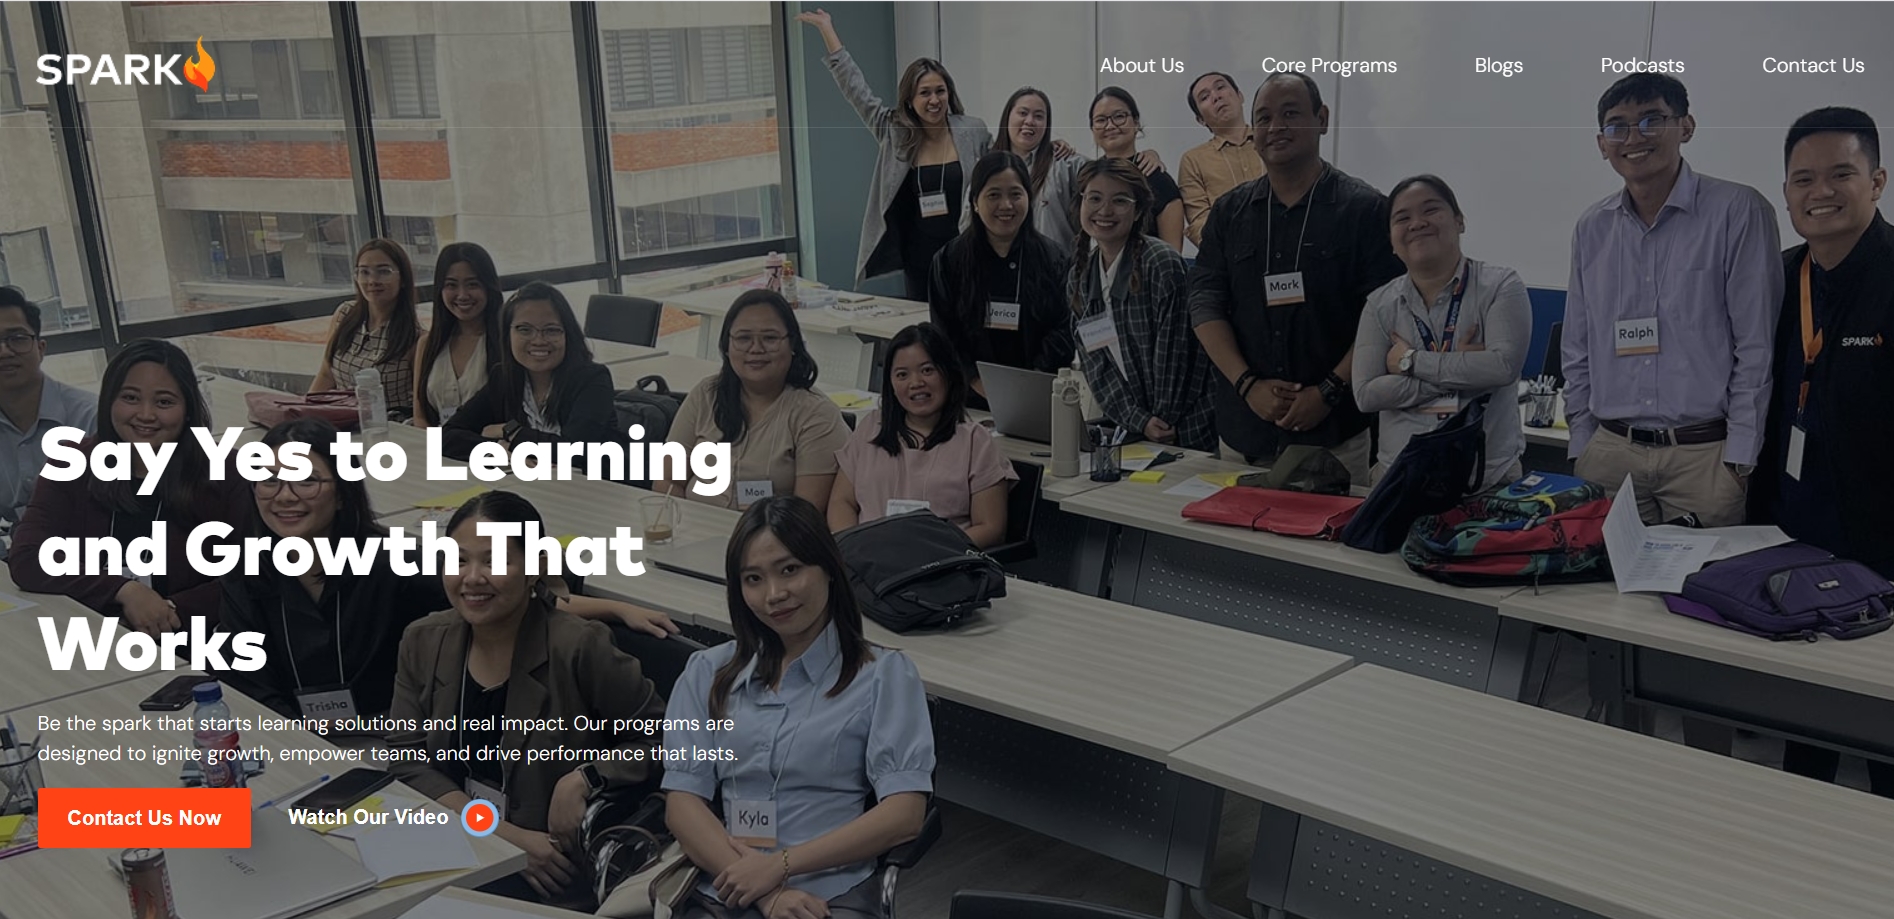 SPARK
About Us
Core Programs
Blogs
Podcasts
Contact Us
Sophia
Jerica
Mark
Ralph
SPARK
Mae
Say Yes to Learning
and Growth That
Works
Trisha
Be the spark that starts learning solutions and real impact. Our programs are
designed to ignite growth, empower teams, and drive performance that lasts.
Contact Us Now
Watch Our Video
Kyla